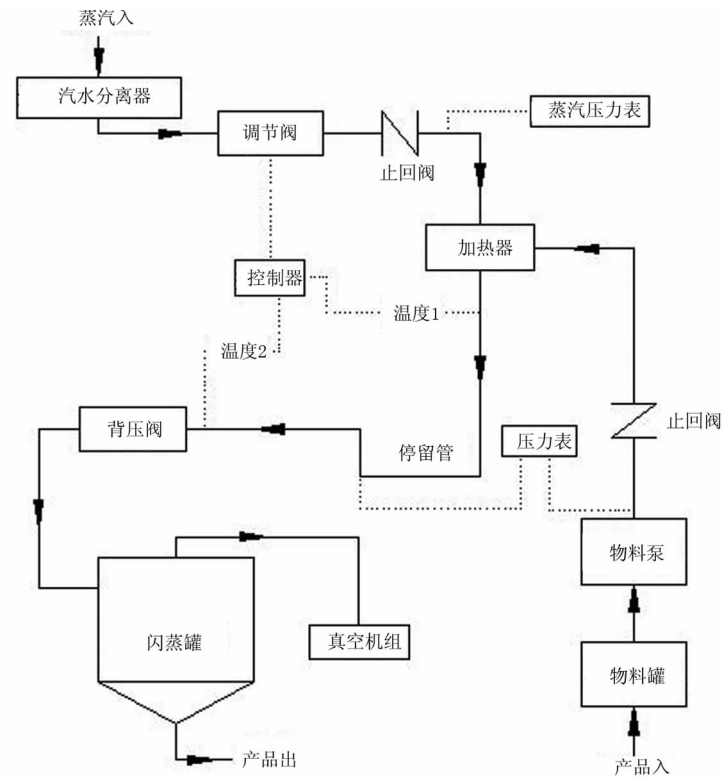 蒸汽入
汽水分离器
调节阀
蒸汽压力表
止回阀
加热器
控制器
温度1
温度2
背压阀
停留管
压力表
止回阀
物料泵
闪蒸罐
真空机组
物料罐
产品出
产品入